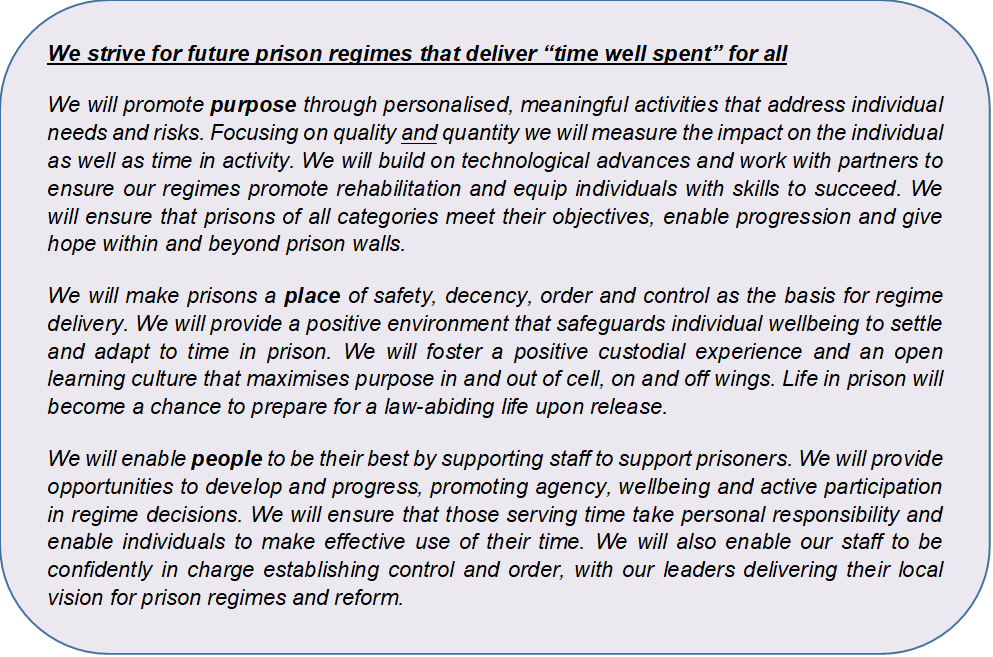 We strive for future prison regimes that deliver “time well spent” for all
We will promote purpose through personalised, meaningful activities that address individual
needs and risks. Focusing on quality and quantity we will measure the impact on the individual
as well as time in activity. We will build on technological advances and work with partners to
ensure our regimes promote rehabilitation and equip individuals with skills to succeed. We
will ensure that prisons of all categories meet their objectives, enable progression and give
hope within and beyond prison walls.
We will make prisons a place of safety, decency, order and control as the basis for regime
delivery. We will provide a positive environment that safeguards individual wellbeing to settle
and adapt to time in prison. We will foster a positive custodial experience and an open
learning culture that maximises purpose in and out of cell, on and off wings. Life in prison will
become a chance to prepare for a law-abiding life upon release.
We will enable people to be their best by supporting staff to support prisoners. We will provide
opportunities to develop and progress, promoting agency, wellbeing and active participation
in regime decisions. We will ensure that those serving time take personal responsibility and
enable individuals to make effective use of their time. We will also enable our staff to be
confidently in charge establishing control and order, with our leaders delivering their local
vision for prison regimes and reform.